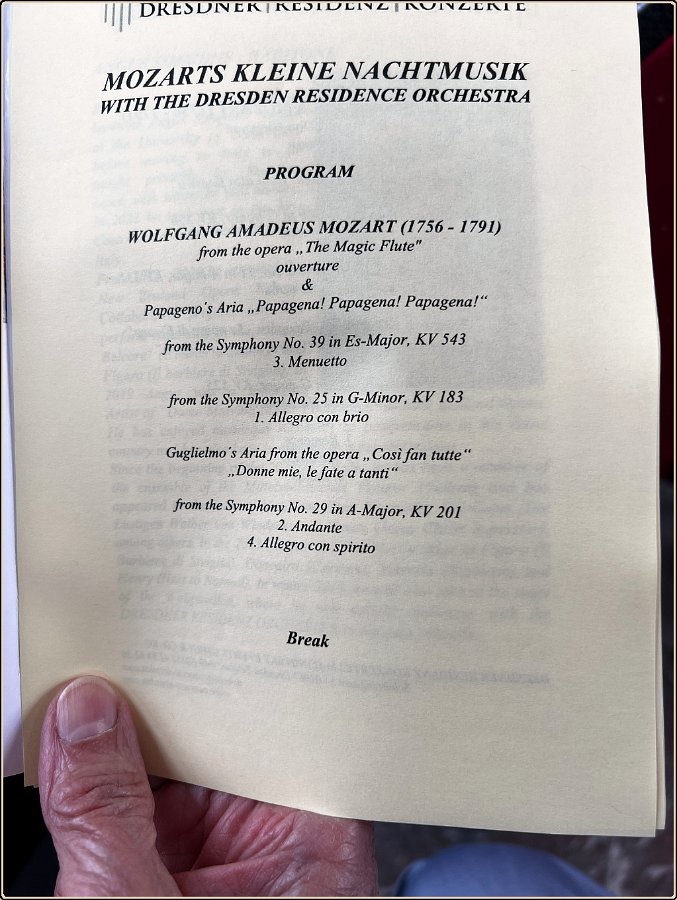 DRESDNER | RESIDENZ | KONZERTE
MOZARTS KLEINE NACHTMUSIK
WITH THE DRESDEN RESIDENCE ORCHESTRA
PROGRAM
WOLFGANG AMADEUS MOZART (1756 - 1791)
from the opera „The Magic Flute"
ouverture
&
Papageno´s Aria „Papagena! Papagena! Papagena!“
from the Symphony No. 39 in Es-Major, KV 543
3. Menuetto
from the Symphony No. 25 in G-Minor, KV 183
1. Allegro con brio
Guglielmo´s Aria from the opera „Così fan tutte“
„Donne mie, le fate a tanti“
from the Symphony No. 29 in A-Major, KV 201
2. Andante
4. Allegro con spirito
Break